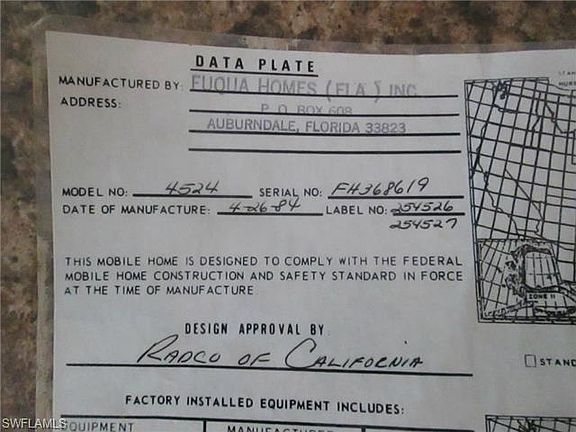 DATA PLATE
MANUFACTURED BY: FUQUA HOMES (FLA.) INC.
ADDRESS: P. O. BOX 608
AUBURNDALE, FLORIDA 33823
MODEL NO: 4524 SERIAL NO: FH368619
DATE OF MANUFACTURE: 4-26-84 LABEL NO: 254526
254527
THIS MOBILE HOME IS DESIGNED TO COMPLY WITH THE FEDERAL
MOBILE HOME CONSTRUCTION AND SAFETY STANDARD IN FORCE
AT THE TIME OF MANUFACTURE.
ZONE II
DESIGN APPROVAL BY
RADCO OF CALIFORNIA
STAND
FACTORY INSTALLED EQUIPMENT INCLUDES:
EQUIPMENT MANUFACTURER
SWFLAMLS